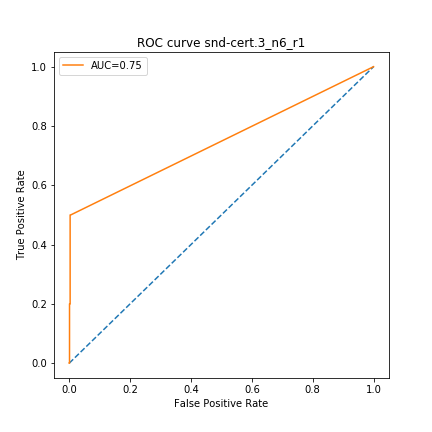 ROC curve snd-cert.3_n6_r1
AUC=0.75
True Positive Rate
1.0
0.8
0.6
0.4
0.2
0.0
0.0 0.2 0.4 0.6 0.8 1.0
False Positive Rate